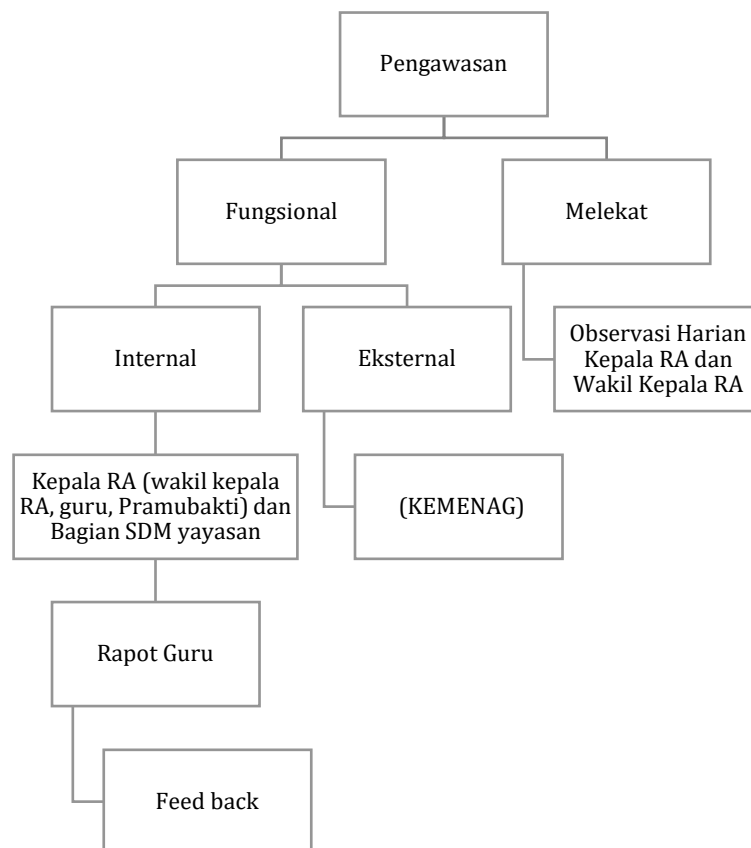 Pengawasan
Fungsional
Melekat
Internal
Eksternal
Observasi Harian
Kepala RA dan
Wakil Kepala RA
Kepala RA (wakil kepala
RA, guru, Pramubakti) dan
Bagian SDM yayasan
(KEMENAG)
Rapot Guru
Feed back